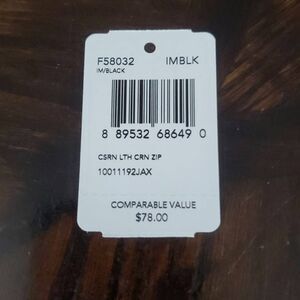 F58032 IMBLK
IM/BLACK
8 89532 68649 0
CSRN LTH CRN ZIP
10011192JAX
COMPARABLE VALUE
$78.00